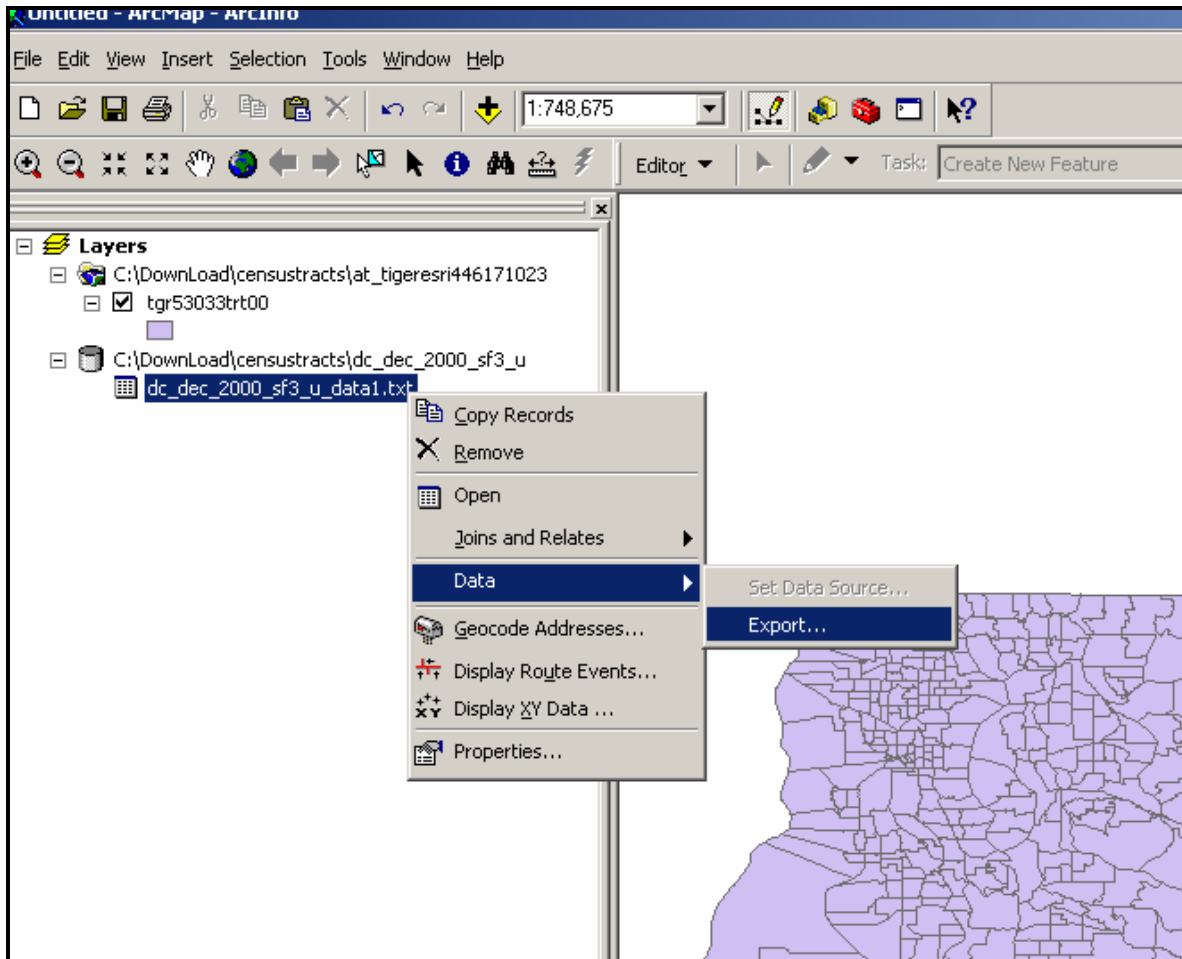 Untitled - ArcMap - ArcInfo
File Edit View Insert Selection Tools Window Help
1:748,675
Editor Task: Create New Feature
Layers
C:\DownLoad\censustracts\at_tigeresri446171023
tgr53033trt00
C:\DownLoad\censustracts\dc_dec_2000_sf3_u
dc_dec_2000_sf3_u_data1.txt
Copy Records
Remove
Open
Joins and Relates
Data
Set Data Source...
Export...
Geocode Addresses...
Display Route Events...
Display XY Data ...
Properties...